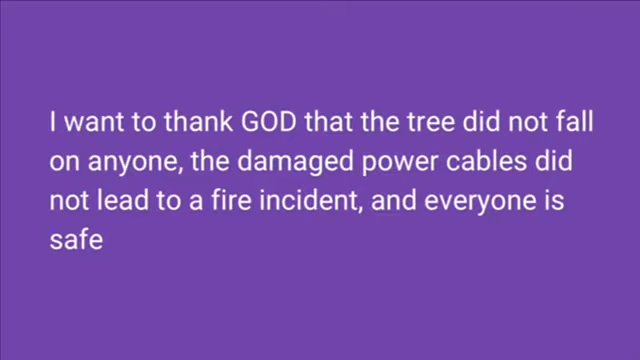 I want to thank GOD that the tree did not fall
on anyone, the damaged power cables did
not lead to a fire incident, and everyone is
safe